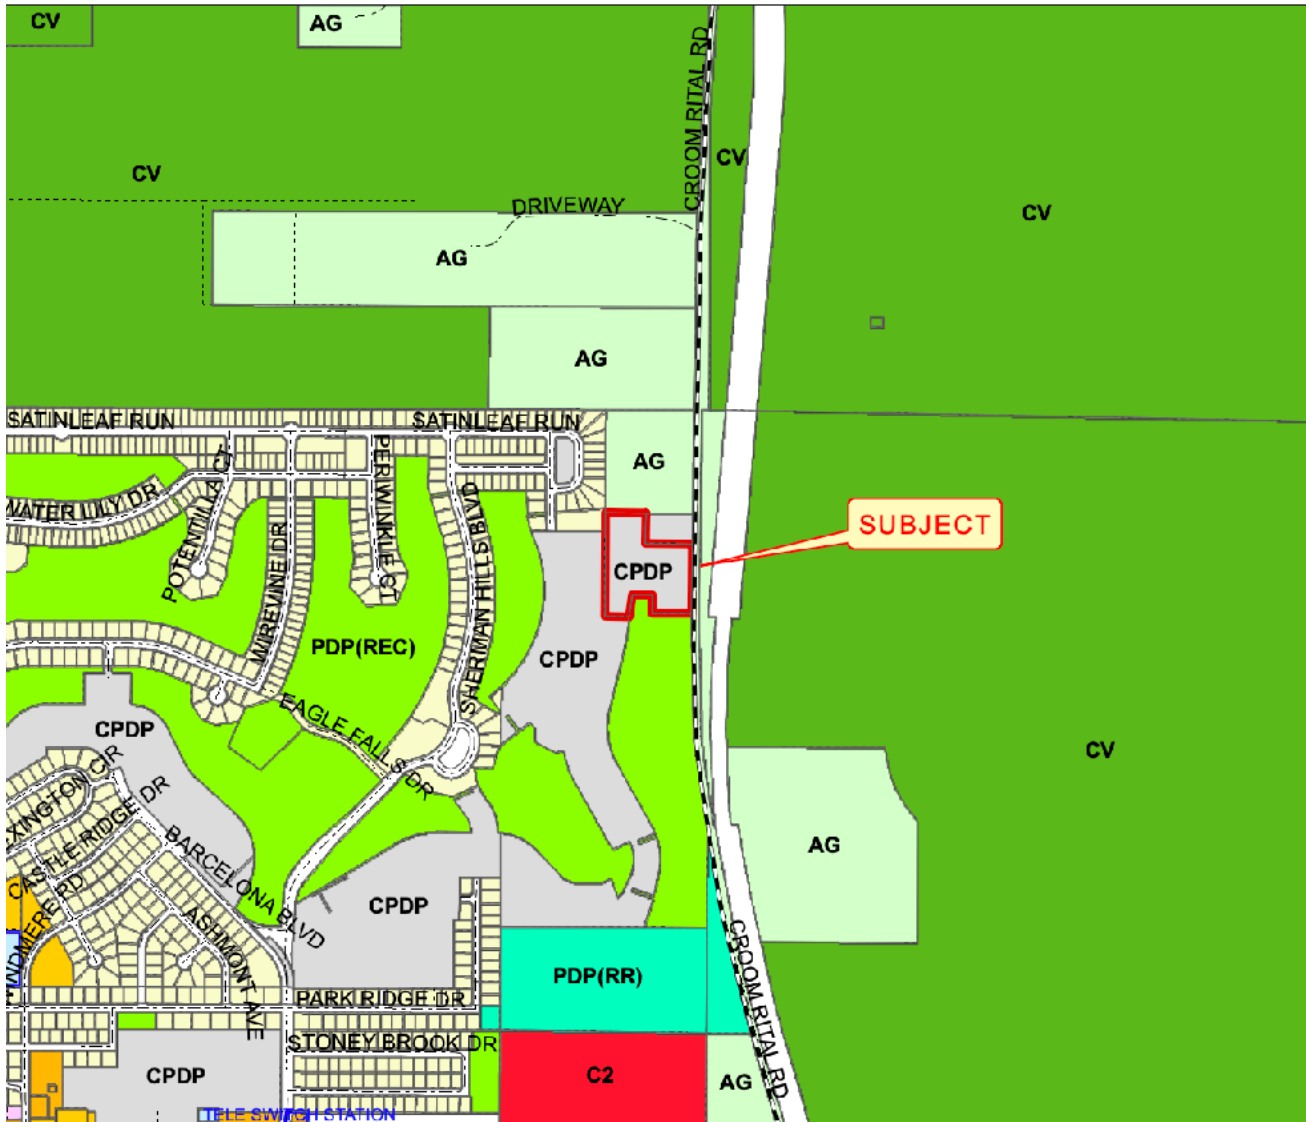 CV
AG
CROOM RITAL RD
CV
CV
CV
DRIVEWAY
AG
AG
SATINLEAF RUN
SATINLEAF RUN
AG
PERIWINKLE CT
POTENTILLA CT
WATER LILY DR
WIREVINE DR
SHERMAN HILLS BLVD
SUBJECT
CPDP
PDP(REC)
CPDP
EAGLE FALLS DR
CPDP
CV
CASTLE RIDGE DR
BARCELONA BLVD
AG
CPDP
ASHMONT AVE
CROOM RITAL RD
PDP(RR)
PARK RIDGE DR
STONEY BROOK DR
CPDP
C2
AG
TELE SWITCH STATION